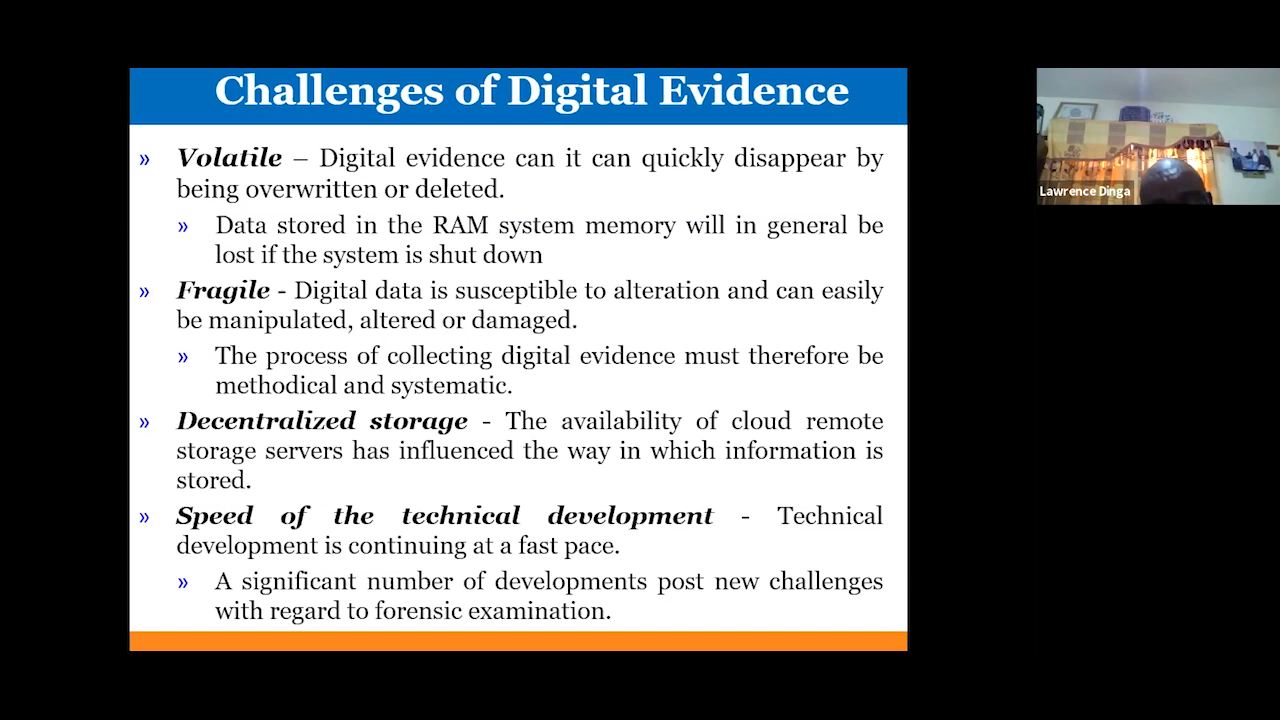 Challenges of Digital Evidence
» Volatile – Digital evidence can it can quickly disappear by
being overwritten or deleted.
» Data stored in the RAM system memory will in general be
lost if the system is shut down
» Fragile - Digital data is susceptible to alteration and can easily
be manipulated, altered or damaged.
» The process of collecting digital evidence must therefore be
methodical and systematic.
» Decentralized storage - The availability of cloud remote
storage servers has influenced the way in which information is
stored.
» Speed of the technical development - Technical
development is continuing at a fast pace.
» A significant number of developments post new challenges
with regard to forensic examination.
Lawrence Dinga